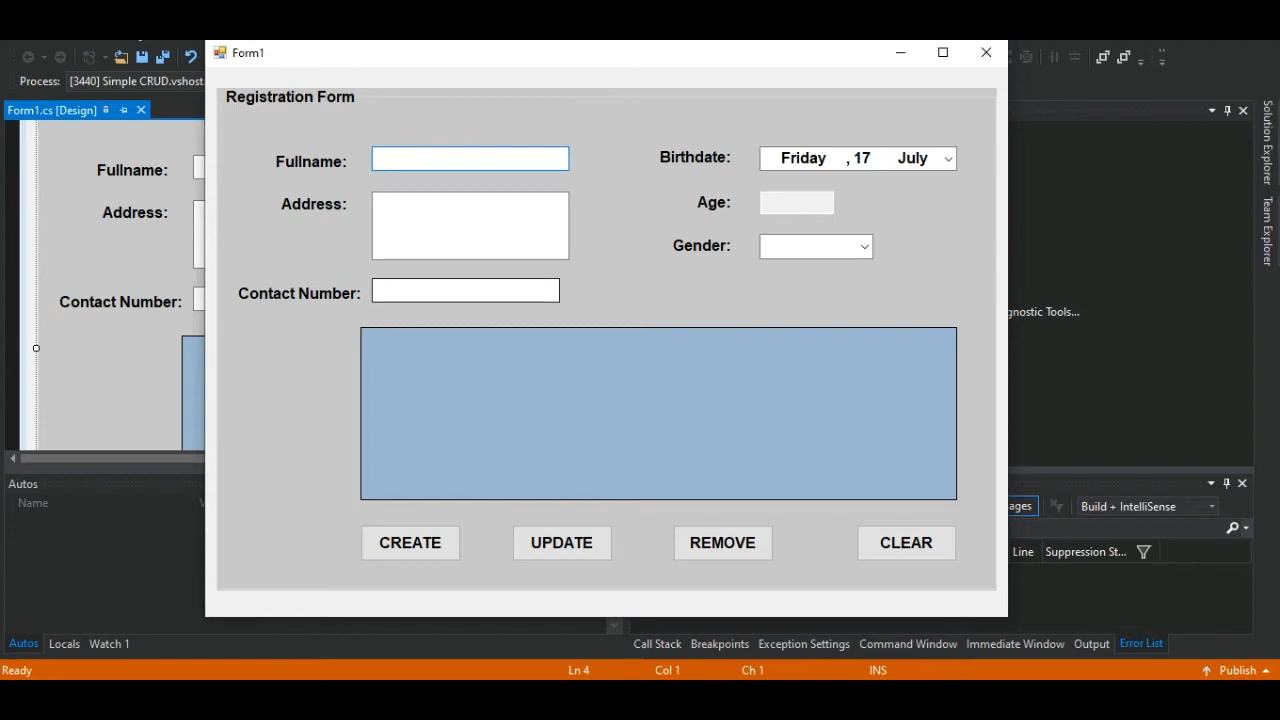 Form1
Process: [3440] Simple CRUD.vshost
Form1.cs [Design]
Registration Form
Fullname:
Address:
Contact Number:
Fullname:
Address:
Contact Number:
Birthdate: Friday , 17 July
Age:
Gender:
CREATE UPDATE REMOVE CLEAR
Solution Explorer
Team Explorer
gnostic Tools...
Autos
Name
ages Build + IntelliSense
Line Suppression St...
Autos Locals Watch 1
Call Stack Breakpoints Exception Settings Command Window Immediate Window Output Error List
Ready Ln 4 Col 1 Ch 1 INS Publish